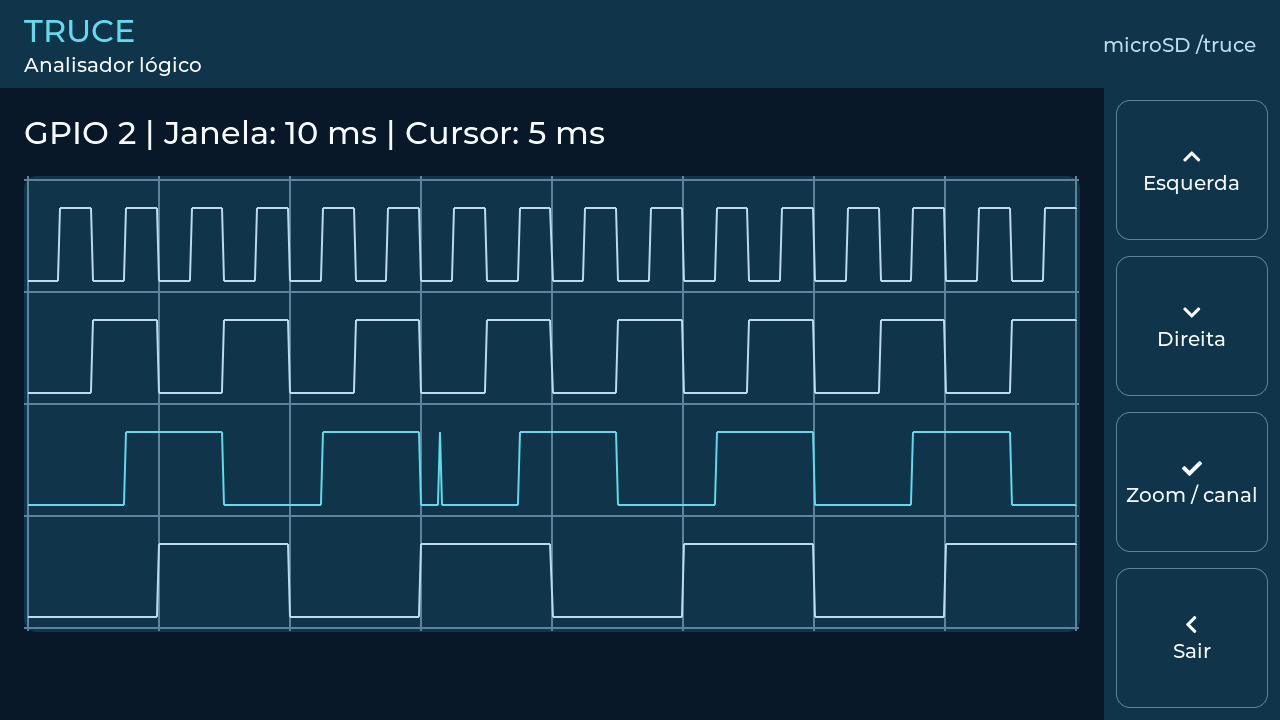 TRUCE
Analisador lógico
microSD /truce
GPIO 2 | Janela: 10 ms | Cursor: 5 ms
Esquerda
Direita
Zoom / canal
Sair